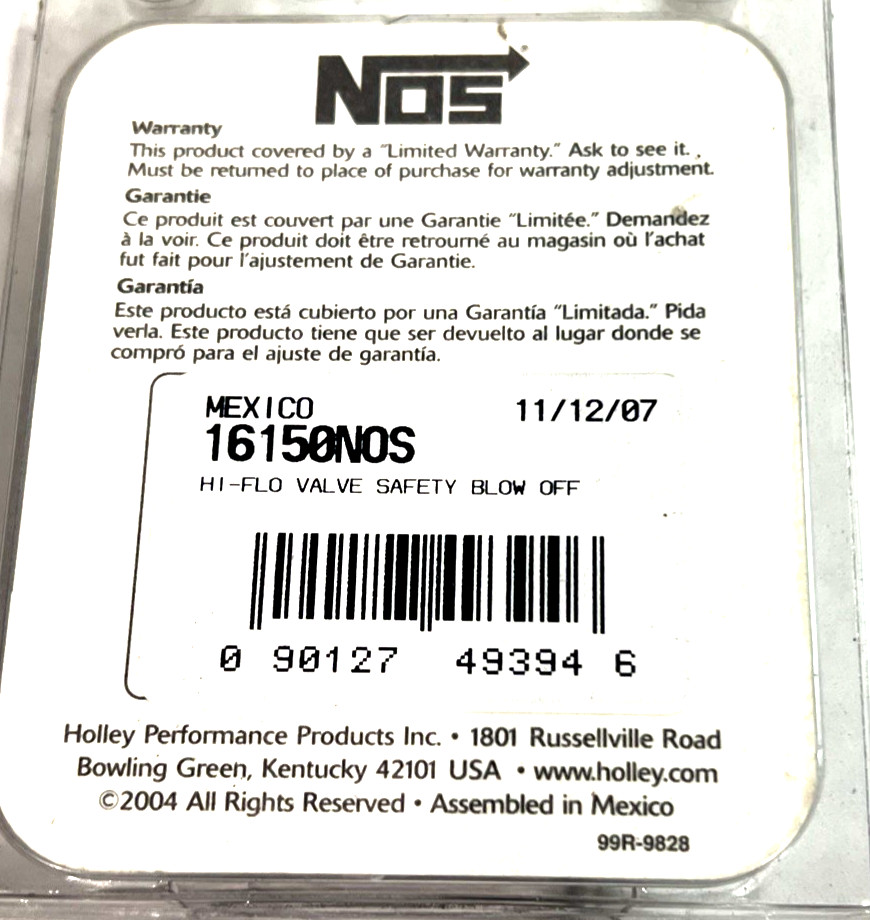 NOS
Warranty
This product covered by a “Limited Warranty.” Ask to see it.
Must be returned to place of purchase for warranty adjustment.
Garantie
Ce produit est couvert par une Garantie “Limitée.” Demandez
à la voir. Ce produit doit être retrourné au magasin où l’achat
fut fait pour l’ajustement de Garantie.
Garantía
Este producto está cubierto por una Garantía “Limitada.” Pida
verla. Este producto tiene que ser devuelto al lugar donde se
compró para el ajuste de garantía.
MEXICO 11/12/07
16150NOS
HI-FLO VALVE SAFETY BLOW OFF
0 90127 49394 6
Holley Performance Products Inc. • 1801 Russellville Road
Bowling Green, Kentucky 42101 USA • www.holley.com
©2004 All Rights Reserved • Assembled in Mexico
99R-9828